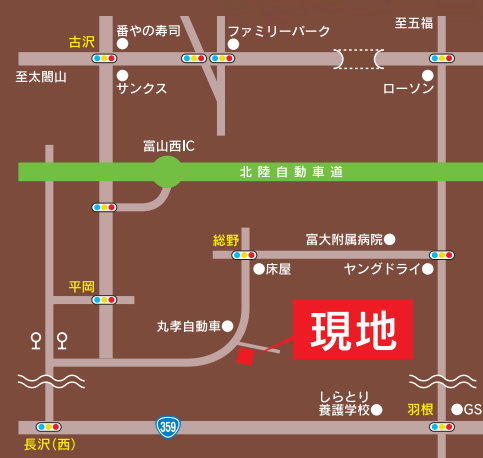 至五福
番やの寿司
ファミリーパーク
古沢
至太閤山
サンクス
ローソン
富山西IC
北陸自動車道
総野
富大附属病院
床屋
ヤングドライ
平岡
丸孝自動車
現地
しらとり
養護学校
羽根
GS
359
長沢(西)